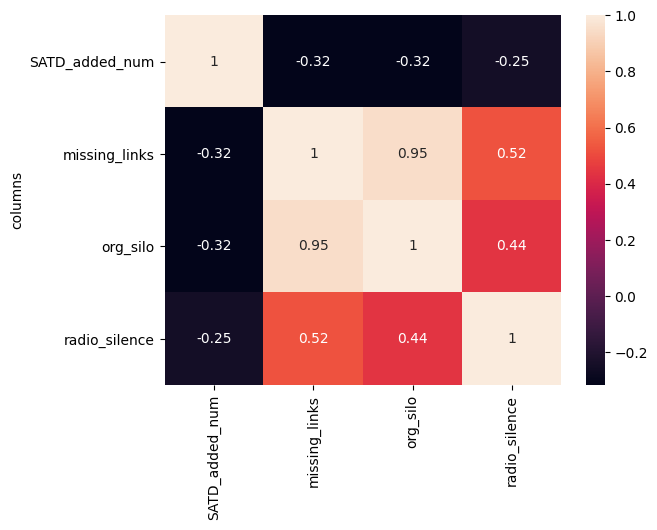 SATD_added_num 1 -0.32 -0.32 -0.25
missing_links -0.32 1 0.95 0.52
org_silo -0.32 0.95 1 0.44
radio_silence -0.25 0.52 0.44 1
columns
SATD_added_num
missing_links
org_silo
radio_silence
1.0
0.8
0.6
0.4
0.2
0.0
−0.2